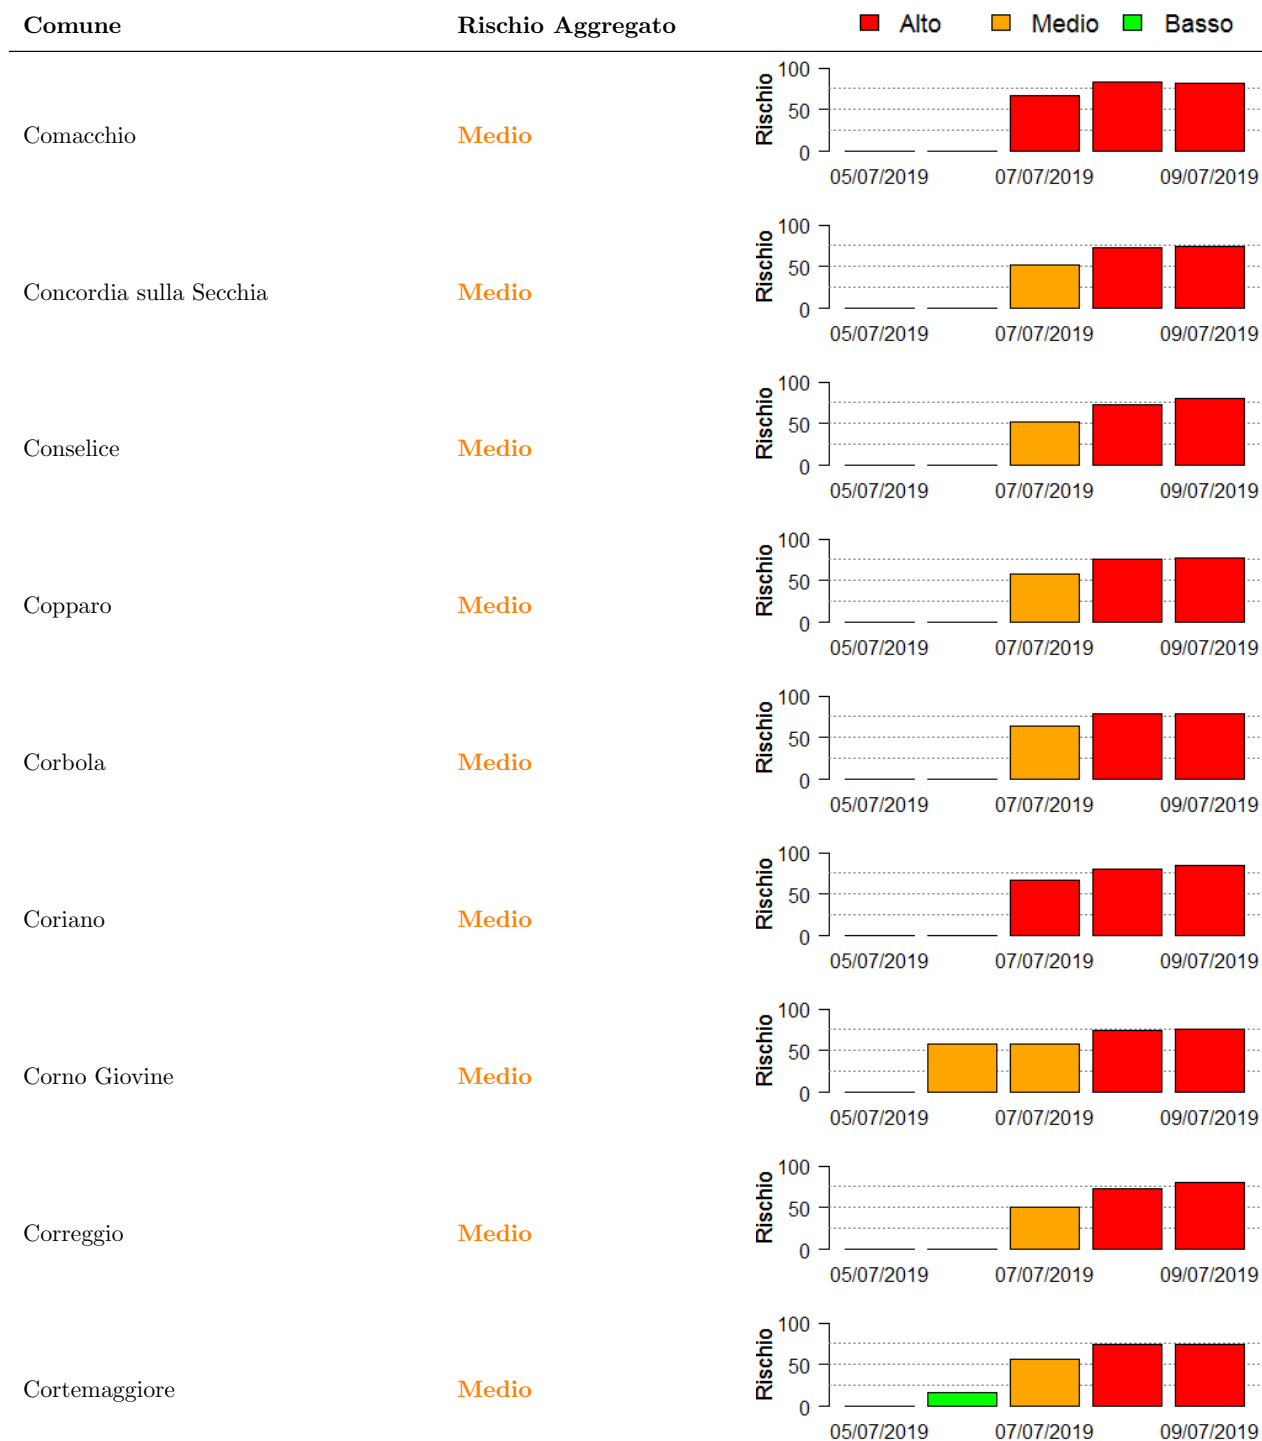 Comune Rischio Aggregato Alto Medio Basso
100
50
0
Rischio
Comacchio Medio
05/07/2019 07/07/2019 09/07/2019
100
50
0
Rischio
Concordia sulla Secchia Medio
05/07/2019 07/07/2019 09/07/2019
100
50
0
Rischio
Conselice Medio
05/07/2019 07/07/2019 09/07/2019
100
50
0
Rischio
Copparo Medio
05/07/2019 07/07/2019 09/07/2019
100
50
0
Rischio
Corbola Medio
05/07/2019 07/07/2019 09/07/2019
100
50
0
Rischio
Coriano Medio
05/07/2019 07/07/2019 09/07/2019
100
50
0
Rischio
Corno Giovine Medio
05/07/2019 07/07/2019 09/07/2019
100
50
0
Rischio
Correggio Medio
05/07/2019 07/07/2019 09/07/2019
100
50
0
Rischio
Cortemaggiore Medio
05/07/2019 07/07/2019 09/07/2019